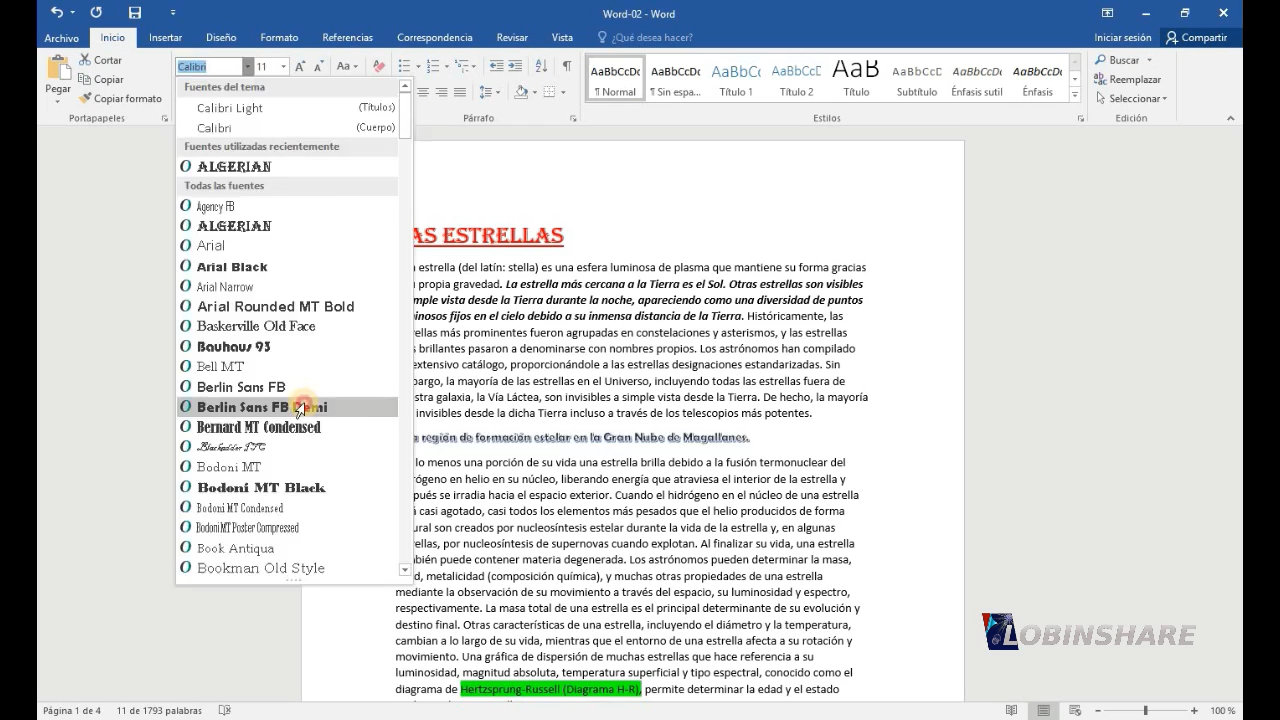 Word-02 - Word
Archivo
Inicio
Insertar
Diseño
Formato
Referencias
Correspondencia
Revisar
Vista
¿Qué desea hacer?
Iniciar sesión
Compartir
Pegar
Cortar
Copiar
Copiar formato
Portapapeles
Calibri
11
Aa
Párrafo
AaBbCcDc
¶ Normal
AaBbCcDc
¶ Sin espa...
AaBbCc
Título 1
AaBbCcC
Título 2
AaB
Título
AaBbCcC
Subtítulo
AaBbCcDc
Énfasis sutil
AaBbCcDc
Énfasis
Estilos
Buscar
Reemplazar
Seleccionar
Edición
Fuentes del tema
Calibri Light (Títulos)
Calibri (Cuerpo)
Fuentes utilizadas recientemente
ALGERIAN
Todas las fuentes
Agency FB
ALGERIAN
Arial
Arial Black
Arial Narrow
Arial Rounded MT Bold
Baskerville Old Face
Bauhaus 93
Bell MT
Berlin Sans FB
Berlin Sans FB Demi
Bernard MT Condensed
Blackadder ITC
Bodoni MT
Bodoni MT Black
Bodoni MT Condensed
Bodoni MT Poster Compressed
Book Antiqua
Bookman Old Style
AS ESTRELLAS
estrella (del latín: stella) es una esfera luminosa de plasma que mantiene su forma gracias
propia gravedad. La estrella más cercana a la Tierra es el Sol. Otras estrellas son visibles
mple vista desde la Tierra durante la noche, apareciendo como una diversidad de puntos
inosos fijos en el cielo debido a su inmensa distancia de la Tierra. Históricamente, las
rellas más prominentes fueron agrupadas en constelaciones y asterismos, y las estrellas
brillantes pasaron a denominarse con nombres propios. Los astrónomos han compilado
extensivo catálogo, proporcionándole a las estrellas designaciones estandarizadas. Sin
bargo, la mayoría de las estrellas en el Universo, incluyendo todas las estrellas fuera de
stra galaxia, la Vía Láctea, son invisibles a simple vista desde la Tierra. De hecho, la mayoría
invisibles desde la dicha Tierra incluso a través de los telescopios más potentes.
a región de formación estelar en la Gran Nube de Magallanes.
lo menos una porción de su vida una estrella brilla debido a la fusión termonuclear del
rógeno en helio en su núcleo, liberando energía que atraviesa el interior de la estrella y
pués se irradia hacia el espacio exterior. Cuando el hidrógeno en el núcleo de una estrella
á casi agotado, casi todos los elementos más pesados que el helio producidos de forma
ural son creados por nucleosíntesis estelar durante la vida de la estrella y, en algunas
rellas, por nucleosíntesis de supernovas cuando explotan. Al finalizar su vida, una estrella
bién puede contener materia degenerada. Los astrónomos pueden determinar la masa,
d, metalicidad (composición química), y muchas otras propiedades de una estrella
mediante la observación de su movimiento a través del espacio, su luminosidad y espectro,
respectivamente. La masa total de una estrella es el principal determinante de su evolución y
destino final. Otras características de una estrella, incluyendo el diámetro y la temperatura,
cambian a lo largo de su vida, mientras que el entorno de una estrella afecta a su rotación y
movimiento. Una gráfica de dispersión de muchas estrellas que hace referencia a su
luminosidad, magnitud absoluta, temperatura superficial y tipo espectral, conocido como el
diagrama de Hertzsprung-Russell (Diagrama H-R), permite determinar la edad y el estado
LOBINSHARE
Página 1 de 4
11 de 1793 palabras
100 %